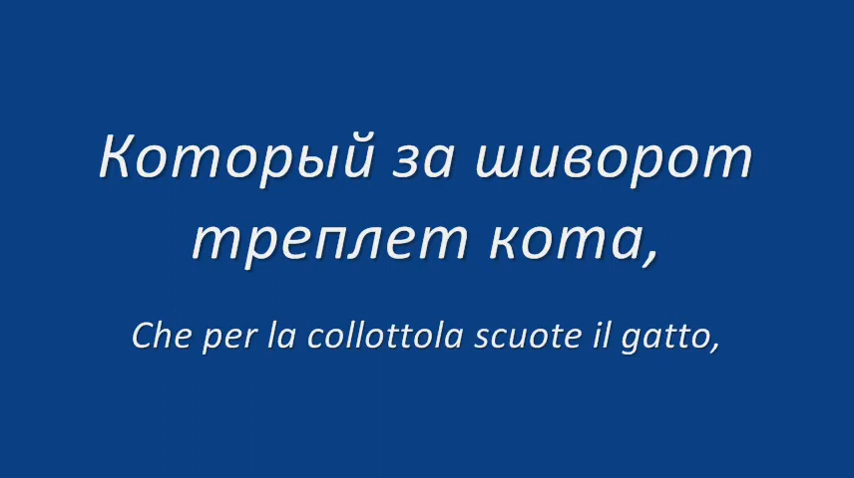 Который за шиворот
треплет кота,
Che per la collottola scuote il gatto,